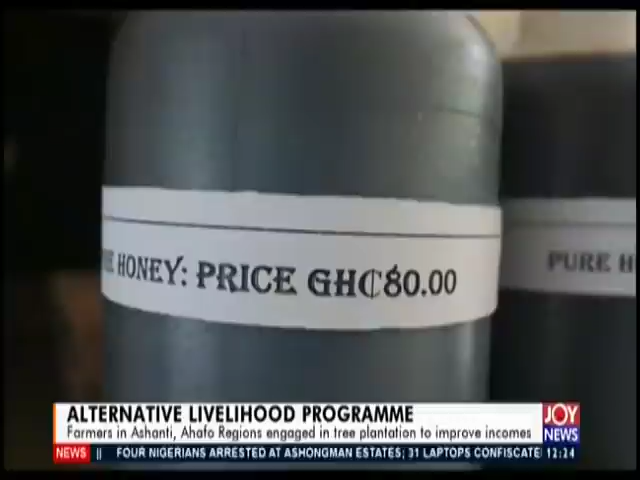 HONEY: PRICE GH₵80.00
PURE H
ALTERNATIVE LIVELIHOOD PROGRAMME
Farmers in Ashanti, Ahafo Regions engaged in tree plantation to improve incomes
JOY
NEWS
NEWS || FOUR NIGERIANS ARRESTED AT ASHONGMAN ESTATES; 31 LAPTOPS CONFISCATE 12:24